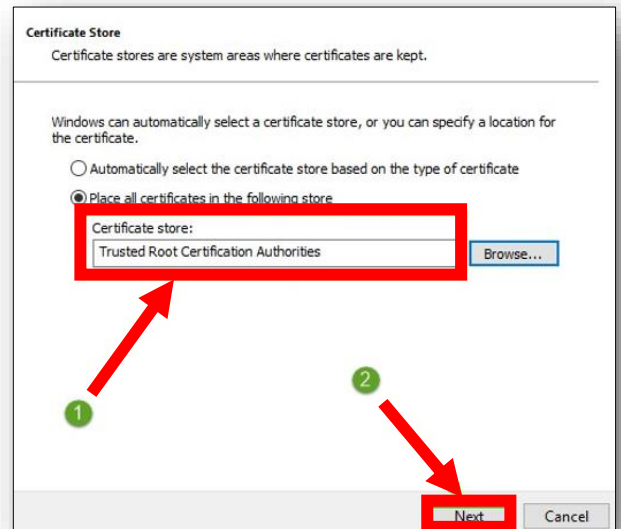 Certificate Store
Certificate stores are system areas where certificates are kept.
Windows can automatically select a certificate store, or you can specify a location for
the certificate.
Automatically select the certificate store based on the type of certificate
Place all certificates in the following store
Certificate store:
Trusted Root Certification Authorities
Browse...
1
2
Next
Cancel